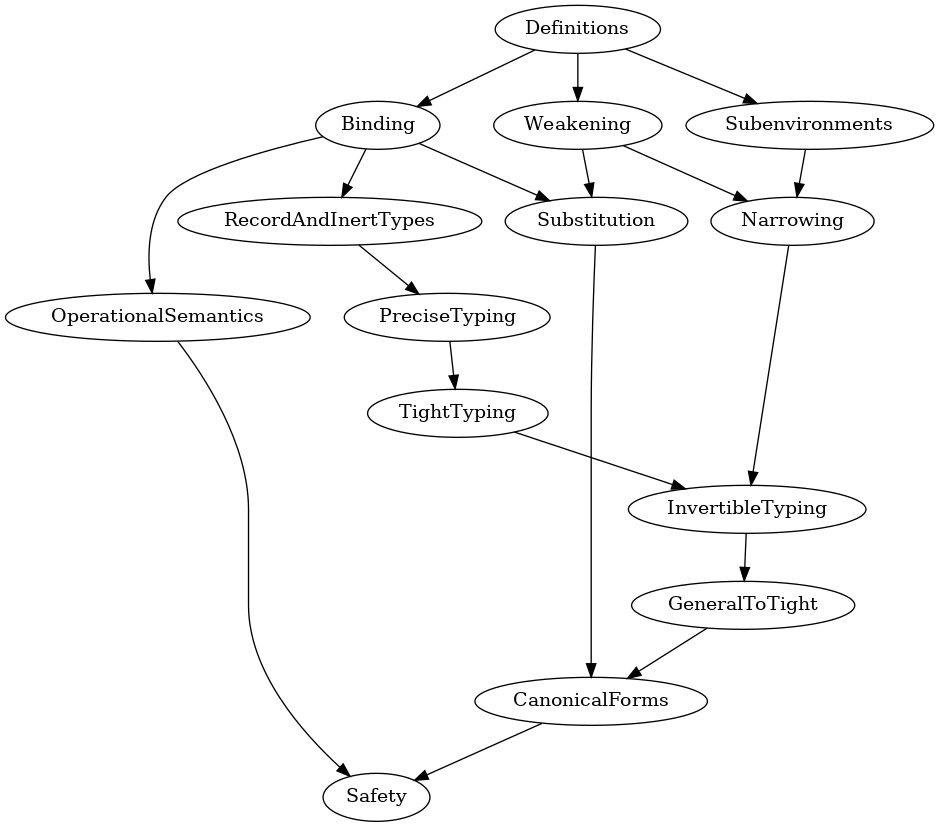 Definitions
Binding
Weakening
Subenvironments
RecordAndInertTypes
Substitution
Narrowing
OperationalSemantics
PreciseTyping
TightTyping
InvertibleTyping
GeneralToTight
CanonicalForms
Safety